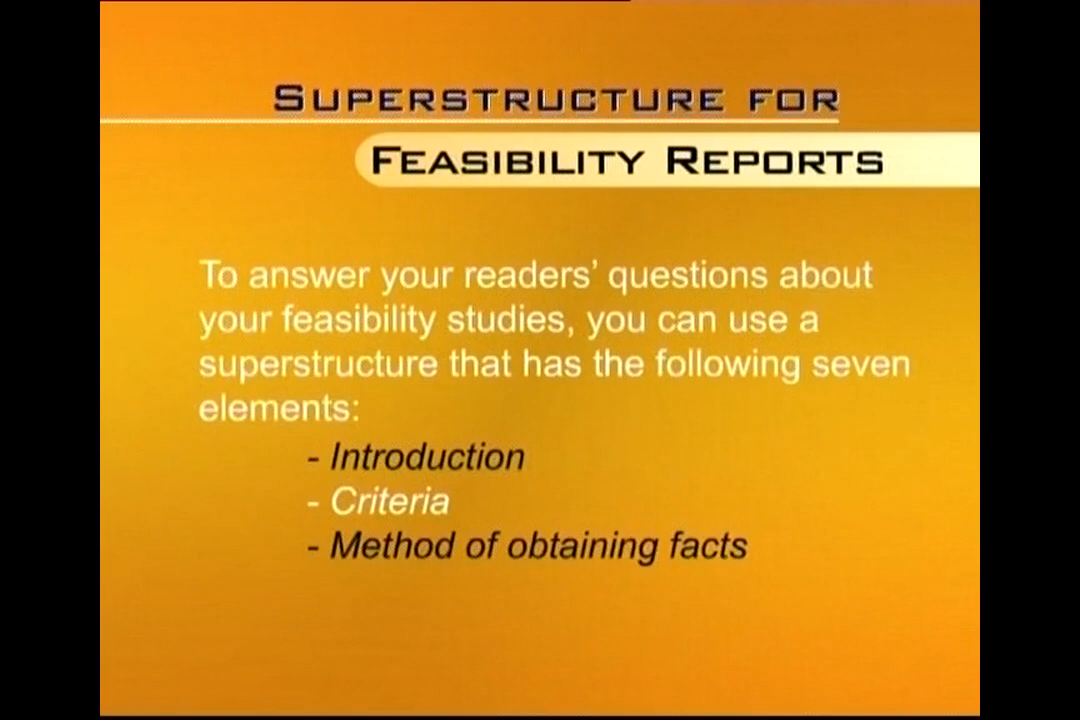 SUPERSTRUCTURE FOR
FEASIBILITY REPORTS
To answer your readers’ questions about
your feasibility studies, you can use a
superstructure that has the following seven
elements:
- Introduction
- Criteria
- Method of obtaining facts